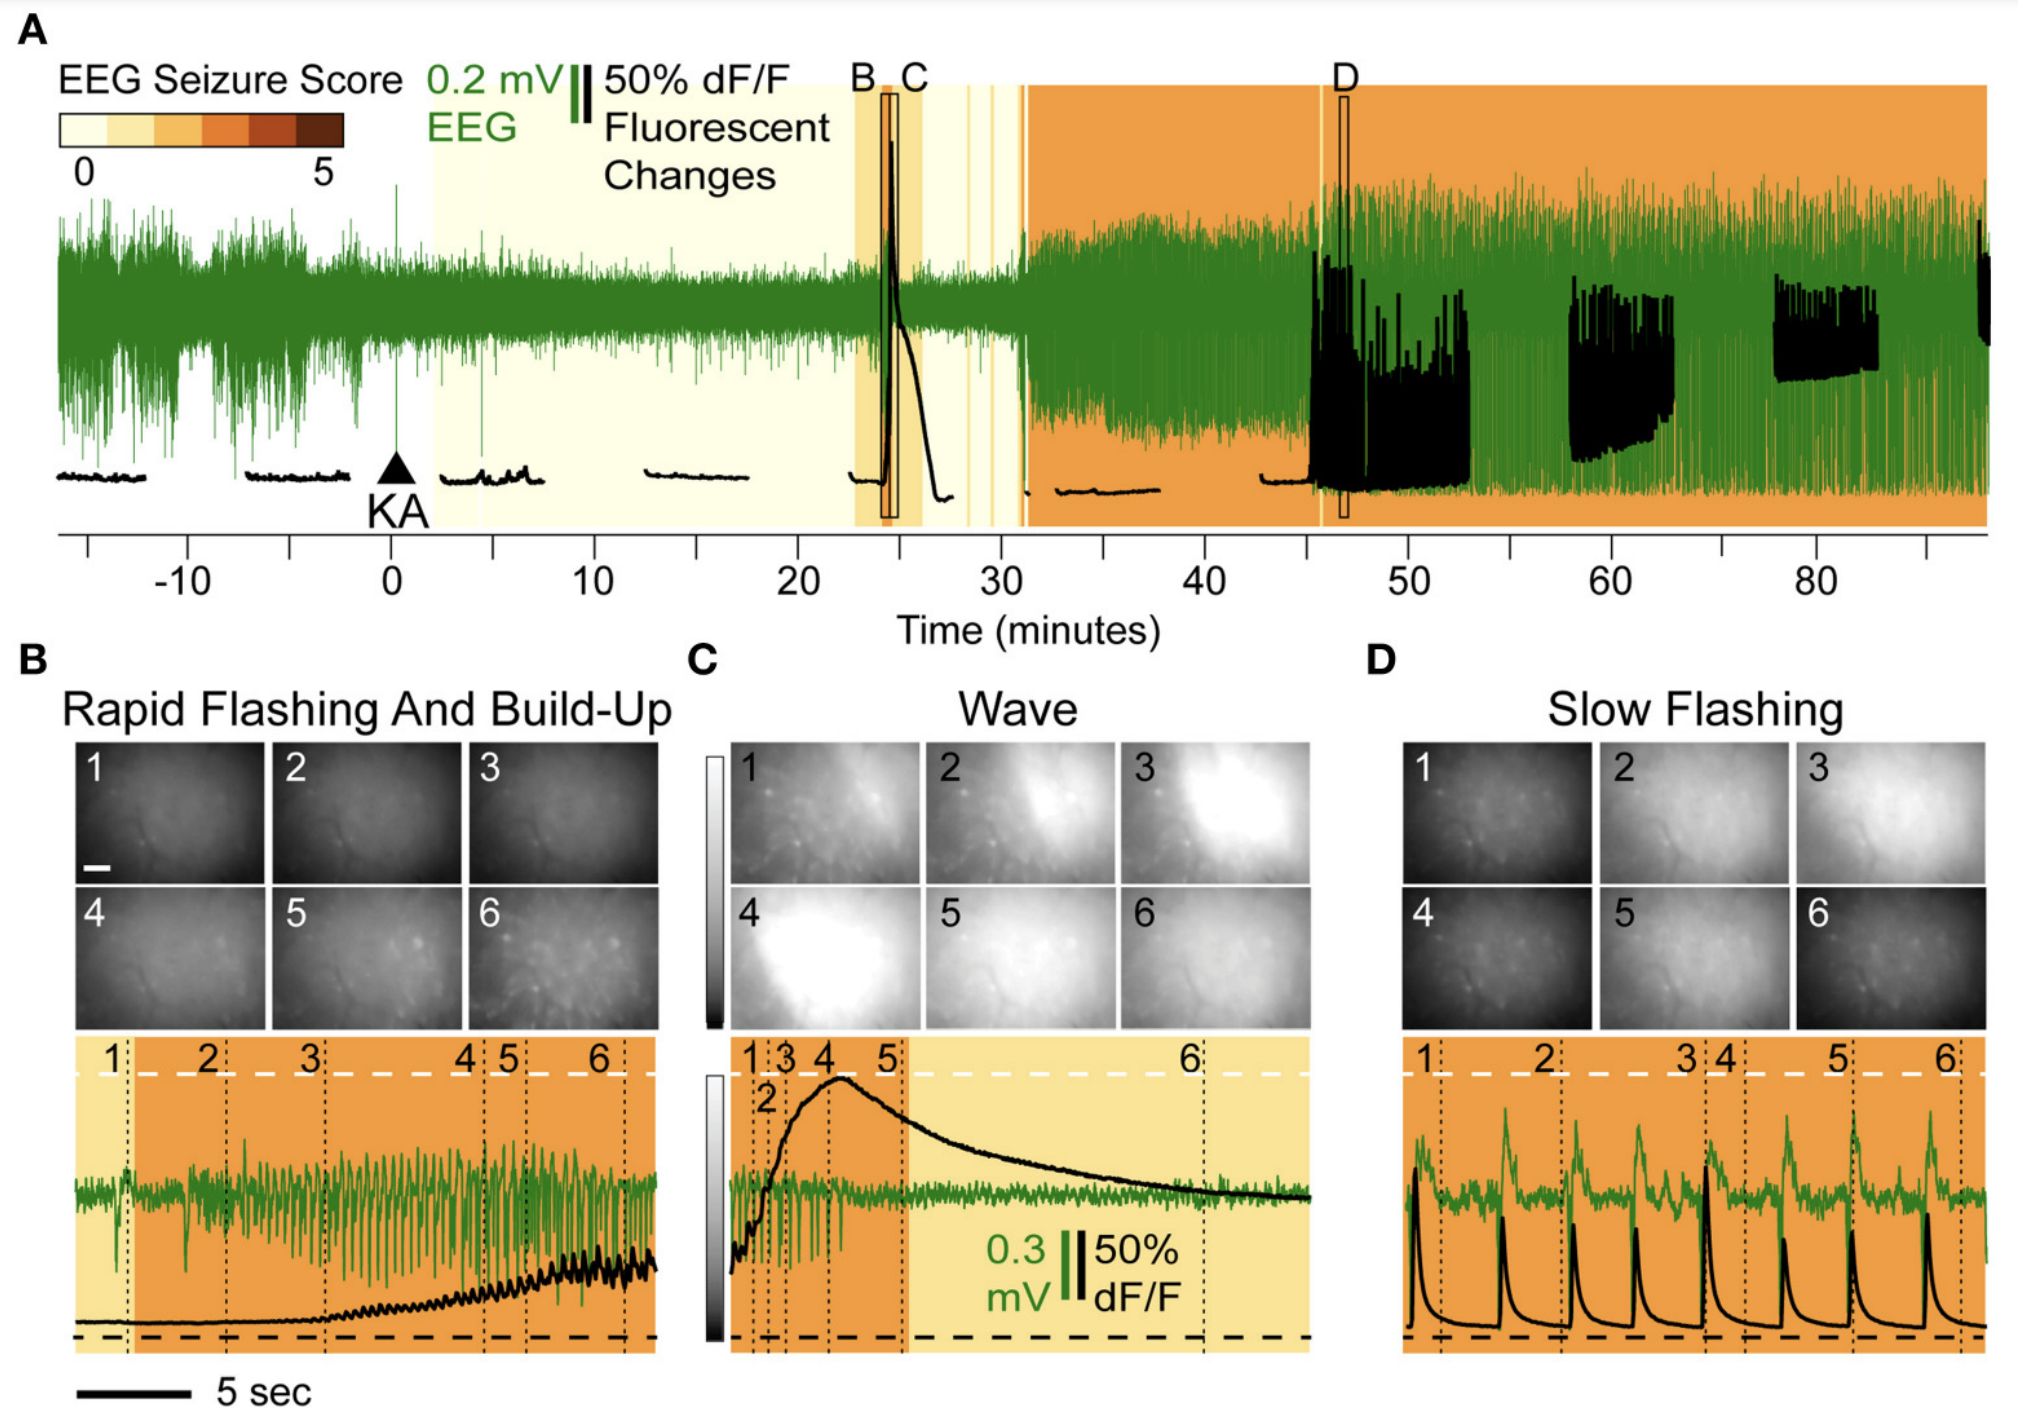 A
EEG Seizure Score
0 5
0.2 mV
EEG
50% dF/F
Fluorescent
Changes
B C D
KA
-10 0 10 20 30 40 50 60 80
Time (minutes)
B
Rapid Flashing And Build-Up
1 2 3
4 5 6
1 2 3 4 5 6
5 sec
C
Wave
1 2 3
4 5 6
1 3 4 5 6
2
0.3
mV
50%
dF/F
D
Slow Flashing
1 2 3
4 5 6
1 2 3 4 5 6